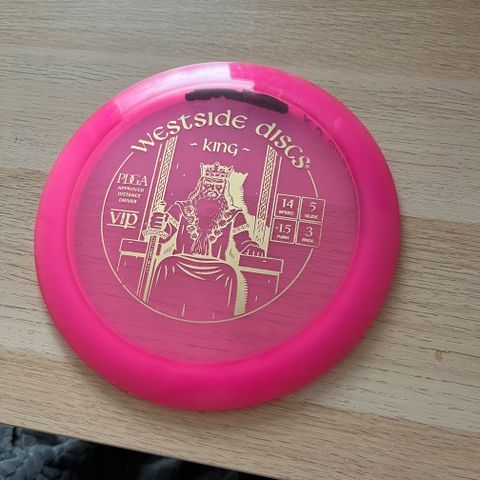 WESTSIDE DISCS
- KING -
PDGA
APPROVED
DISTANCE
DRIVER
VIP
14
SPEED
5
GLIDE
-1.5
TURN
3
FADE